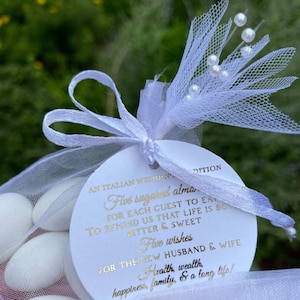 AN ITALIAN WEDDING TRADITION
Five sugared almonds
FOR EACH GUEST TO EAT
TO REMIND US THAT LIFE IS BOTH
BITTER & SWEET
Five wishes
FOR THE NEW HUSBAND & WIFE
Health, wealth,
happiness, family, & a long life!